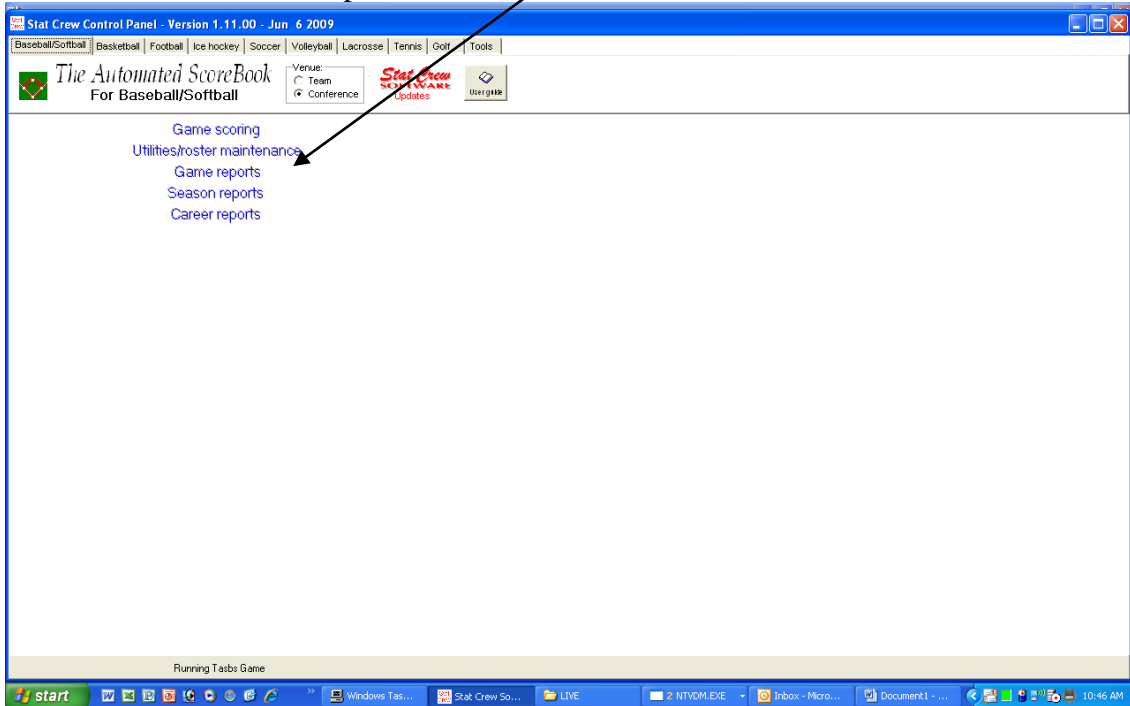 Stat Crew Control Panel - Version 1.11.00 - Jun 6 2009
Baseball/Softball Basketball Football Ice hockey Soccer Volleyball Lacrosse Tennis Golf Tools
The Automated ScoreBook
For Baseball/Softball
Venue:
Team
Conference
Stat Crew
SOFTWARE
Updates
User guide
Game scoring
Utilities/roster maintenance
Game reports
Season reports
Career reports
Running Tasbs Game
start Windows Tas... Stat Crew So... LIVE 2 NTVDM.EXE Inbox - Micro... Document1 - ... 10:46 AM